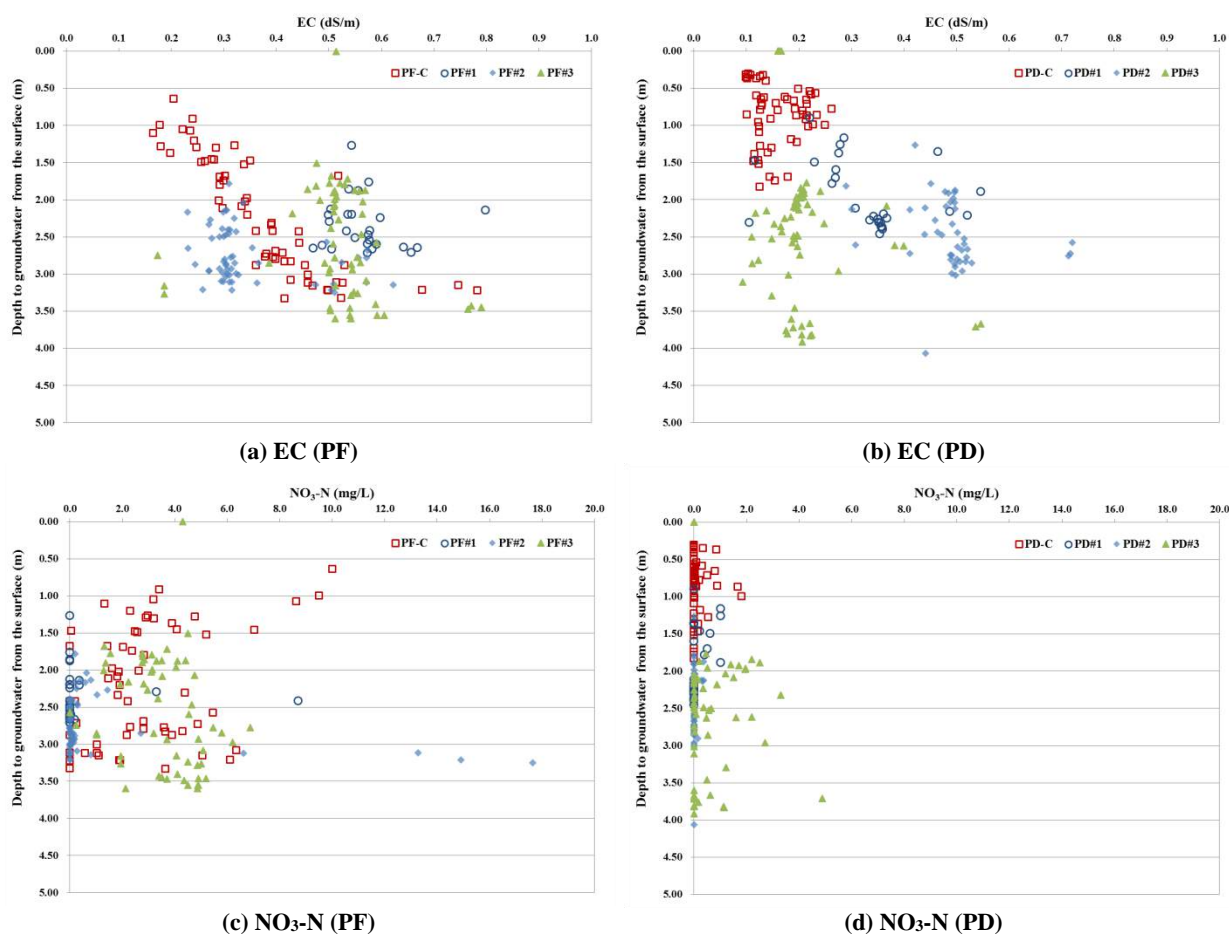 EC (dS/m)
0.0 0.1 0.2 0.3 0.4 0.5 0.6 0.7 0.8 0.9 1.0
PF-C PF#1 PF#2 PF#3
Depth to groundwater from the surface (m)
0.00
0.50
1.00
1.50
2.00
2.50
3.00
3.50
4.00
4.50
5.00
(a) EC (PF)
EC (dS/m)
0.0 0.1 0.2 0.3 0.4 0.5 0.6 0.7 0.8 0.9 1.0
PD-C PD#1 PD#2 PD#3
Depth to groundwater from the surface (m)
0.00
0.50
1.00
1.50
2.00
2.50
3.00
3.50
4.00
4.50
5.00
(b) EC (PD)
NO₃-N (mg/L)
0.0 2.0 4.0 6.0 8.0 10.0 12.0 14.0 16.0 18.0 20.0
PF-C PF#1 PF#2 PF#3
Depth to groundwater from the surface (m)
0.00
0.50
1.00
1.50
2.00
2.50
3.00
3.50
4.00
4.50
5.00
(c) NO₃-N (PF)
NO₃-N (mg/L)
0.0 2.0 4.0 6.0 8.0 10.0 12.0 14.0 16.0 18.0 20.0
PD-C PD#1 PD#2 PD#3
Depth to groundwater from the surface (m)
0.00
0.50
1.00
1.50
2.00
2.50
3.00
3.50
4.00
4.50
5.00
(d) NO₃-N (PD)